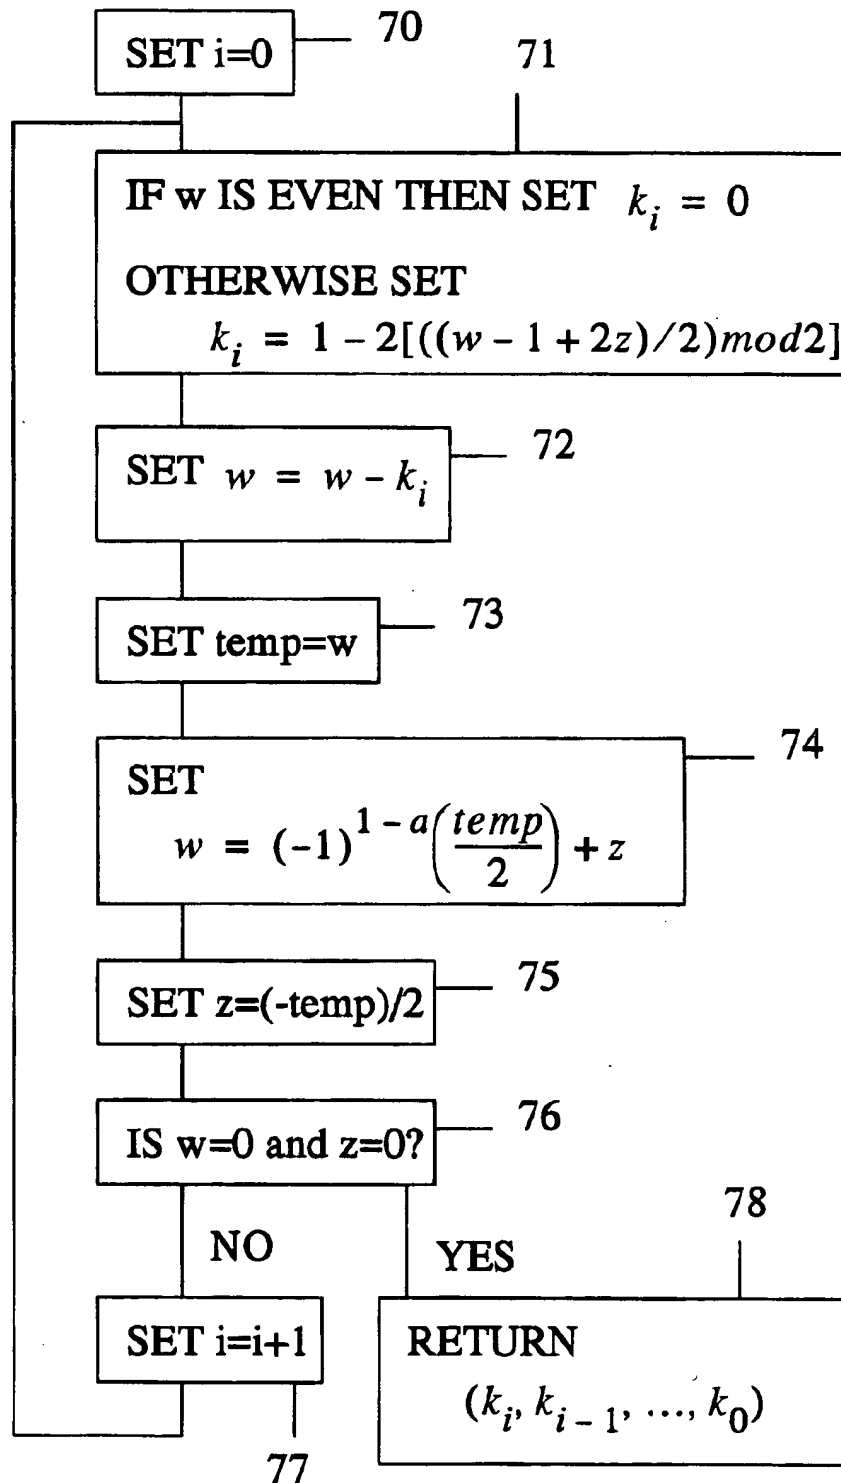 SET i=0
70
71
IF w IS EVEN THEN SET k_i = 0
OTHERWISE SET
k_i = 1 – 2[((w – 1 + 2z)/2)mod2]
SET w = w – k_i
72
SET temp=w
73
SET
74
w = (-1)^{1 – a}(temp/2) + z
SET z=(-temp)/2
75
IS w=0 and z=0?
76
NO
YES
78
SET i=i+1
RETURN
(k_i, k_{i – 1}, ..., k_0)
77